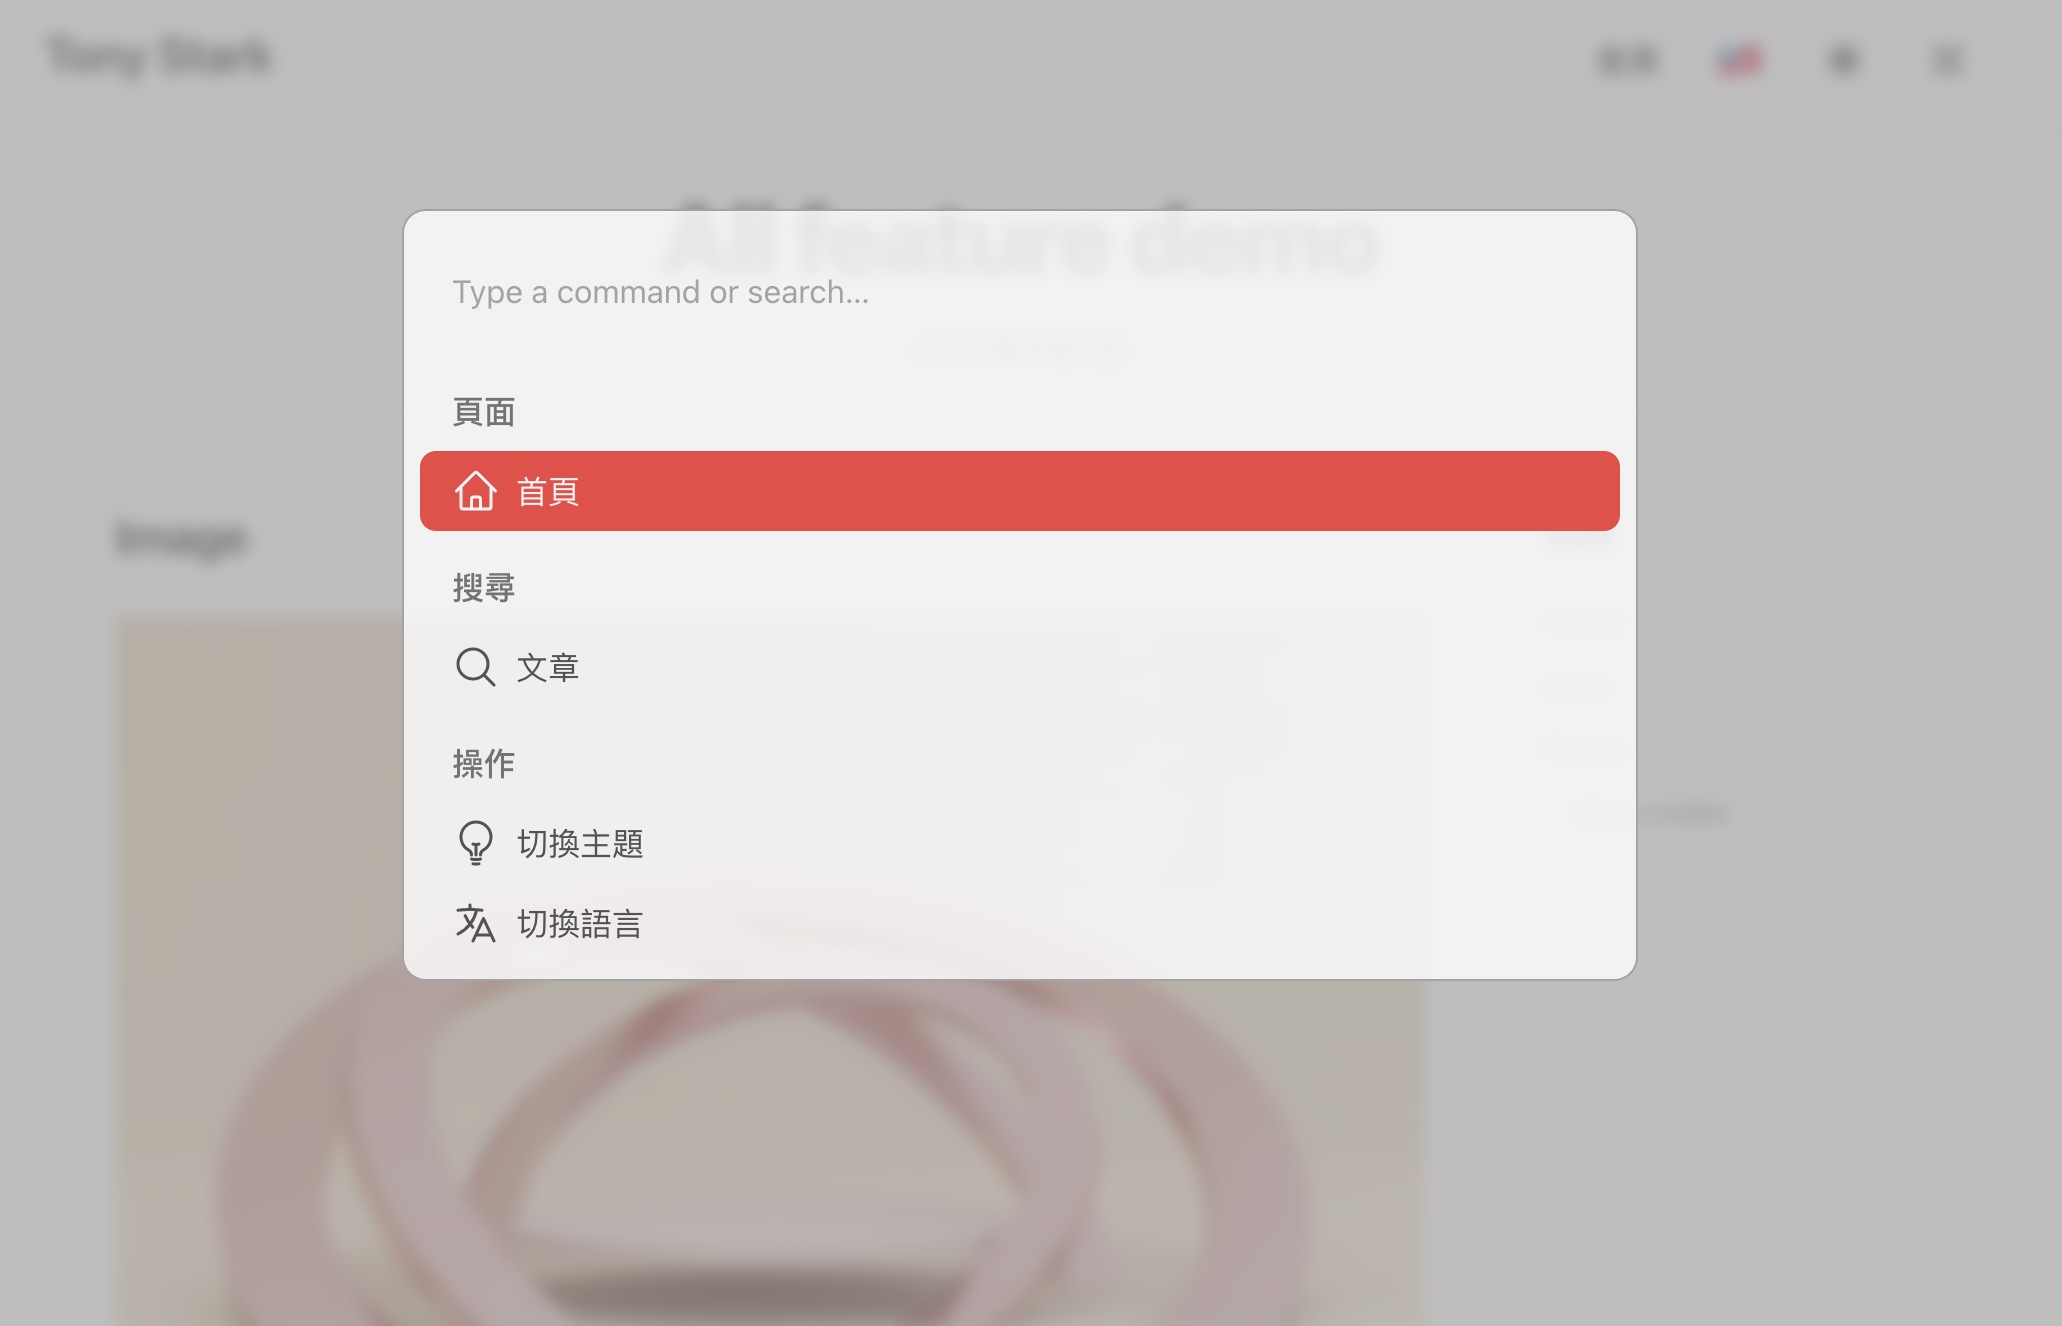 Tony Stark
All feature demo
Type a command or search...
頁面
首頁
搜尋
文章
操作
切換主題
切換語言
Image